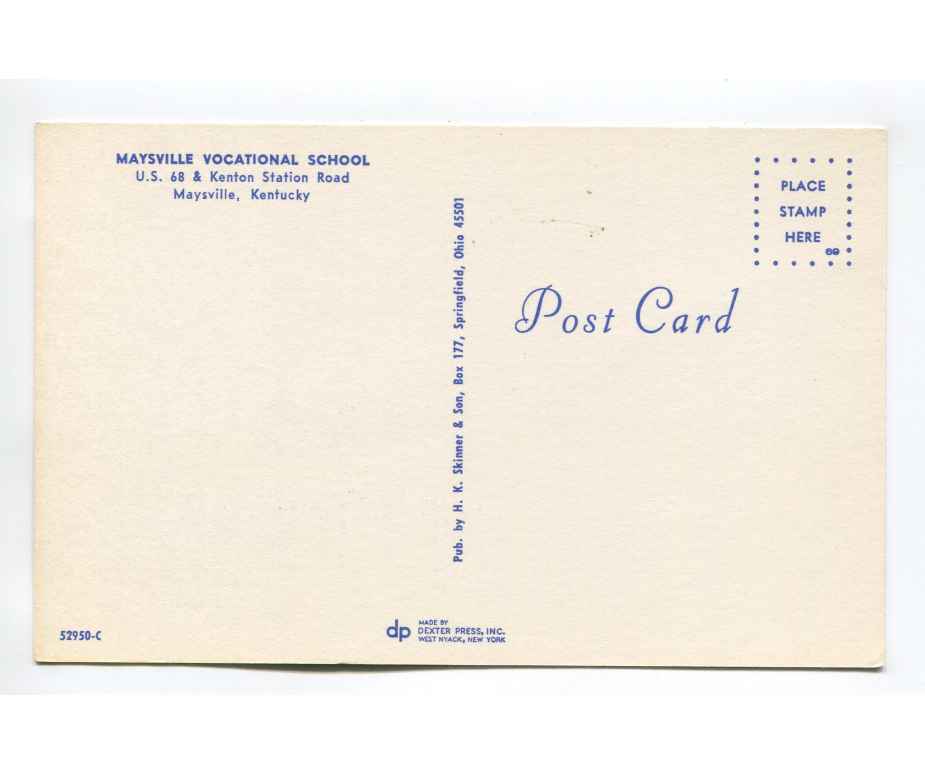 MAYSVILLE VOCATIONAL SCHOOL
U.S. 68 & Kenton Station Road
Maysville, Kentucky
Pub. by H. K. Skinner & Son, Box 177, Springfield, Ohio 45501
PLACE
STAMP
HERE
69
Post Card
52950-C
dp
MADE BY
DEXTER PRESS, INC.
WEST NYACK, NEW YORK